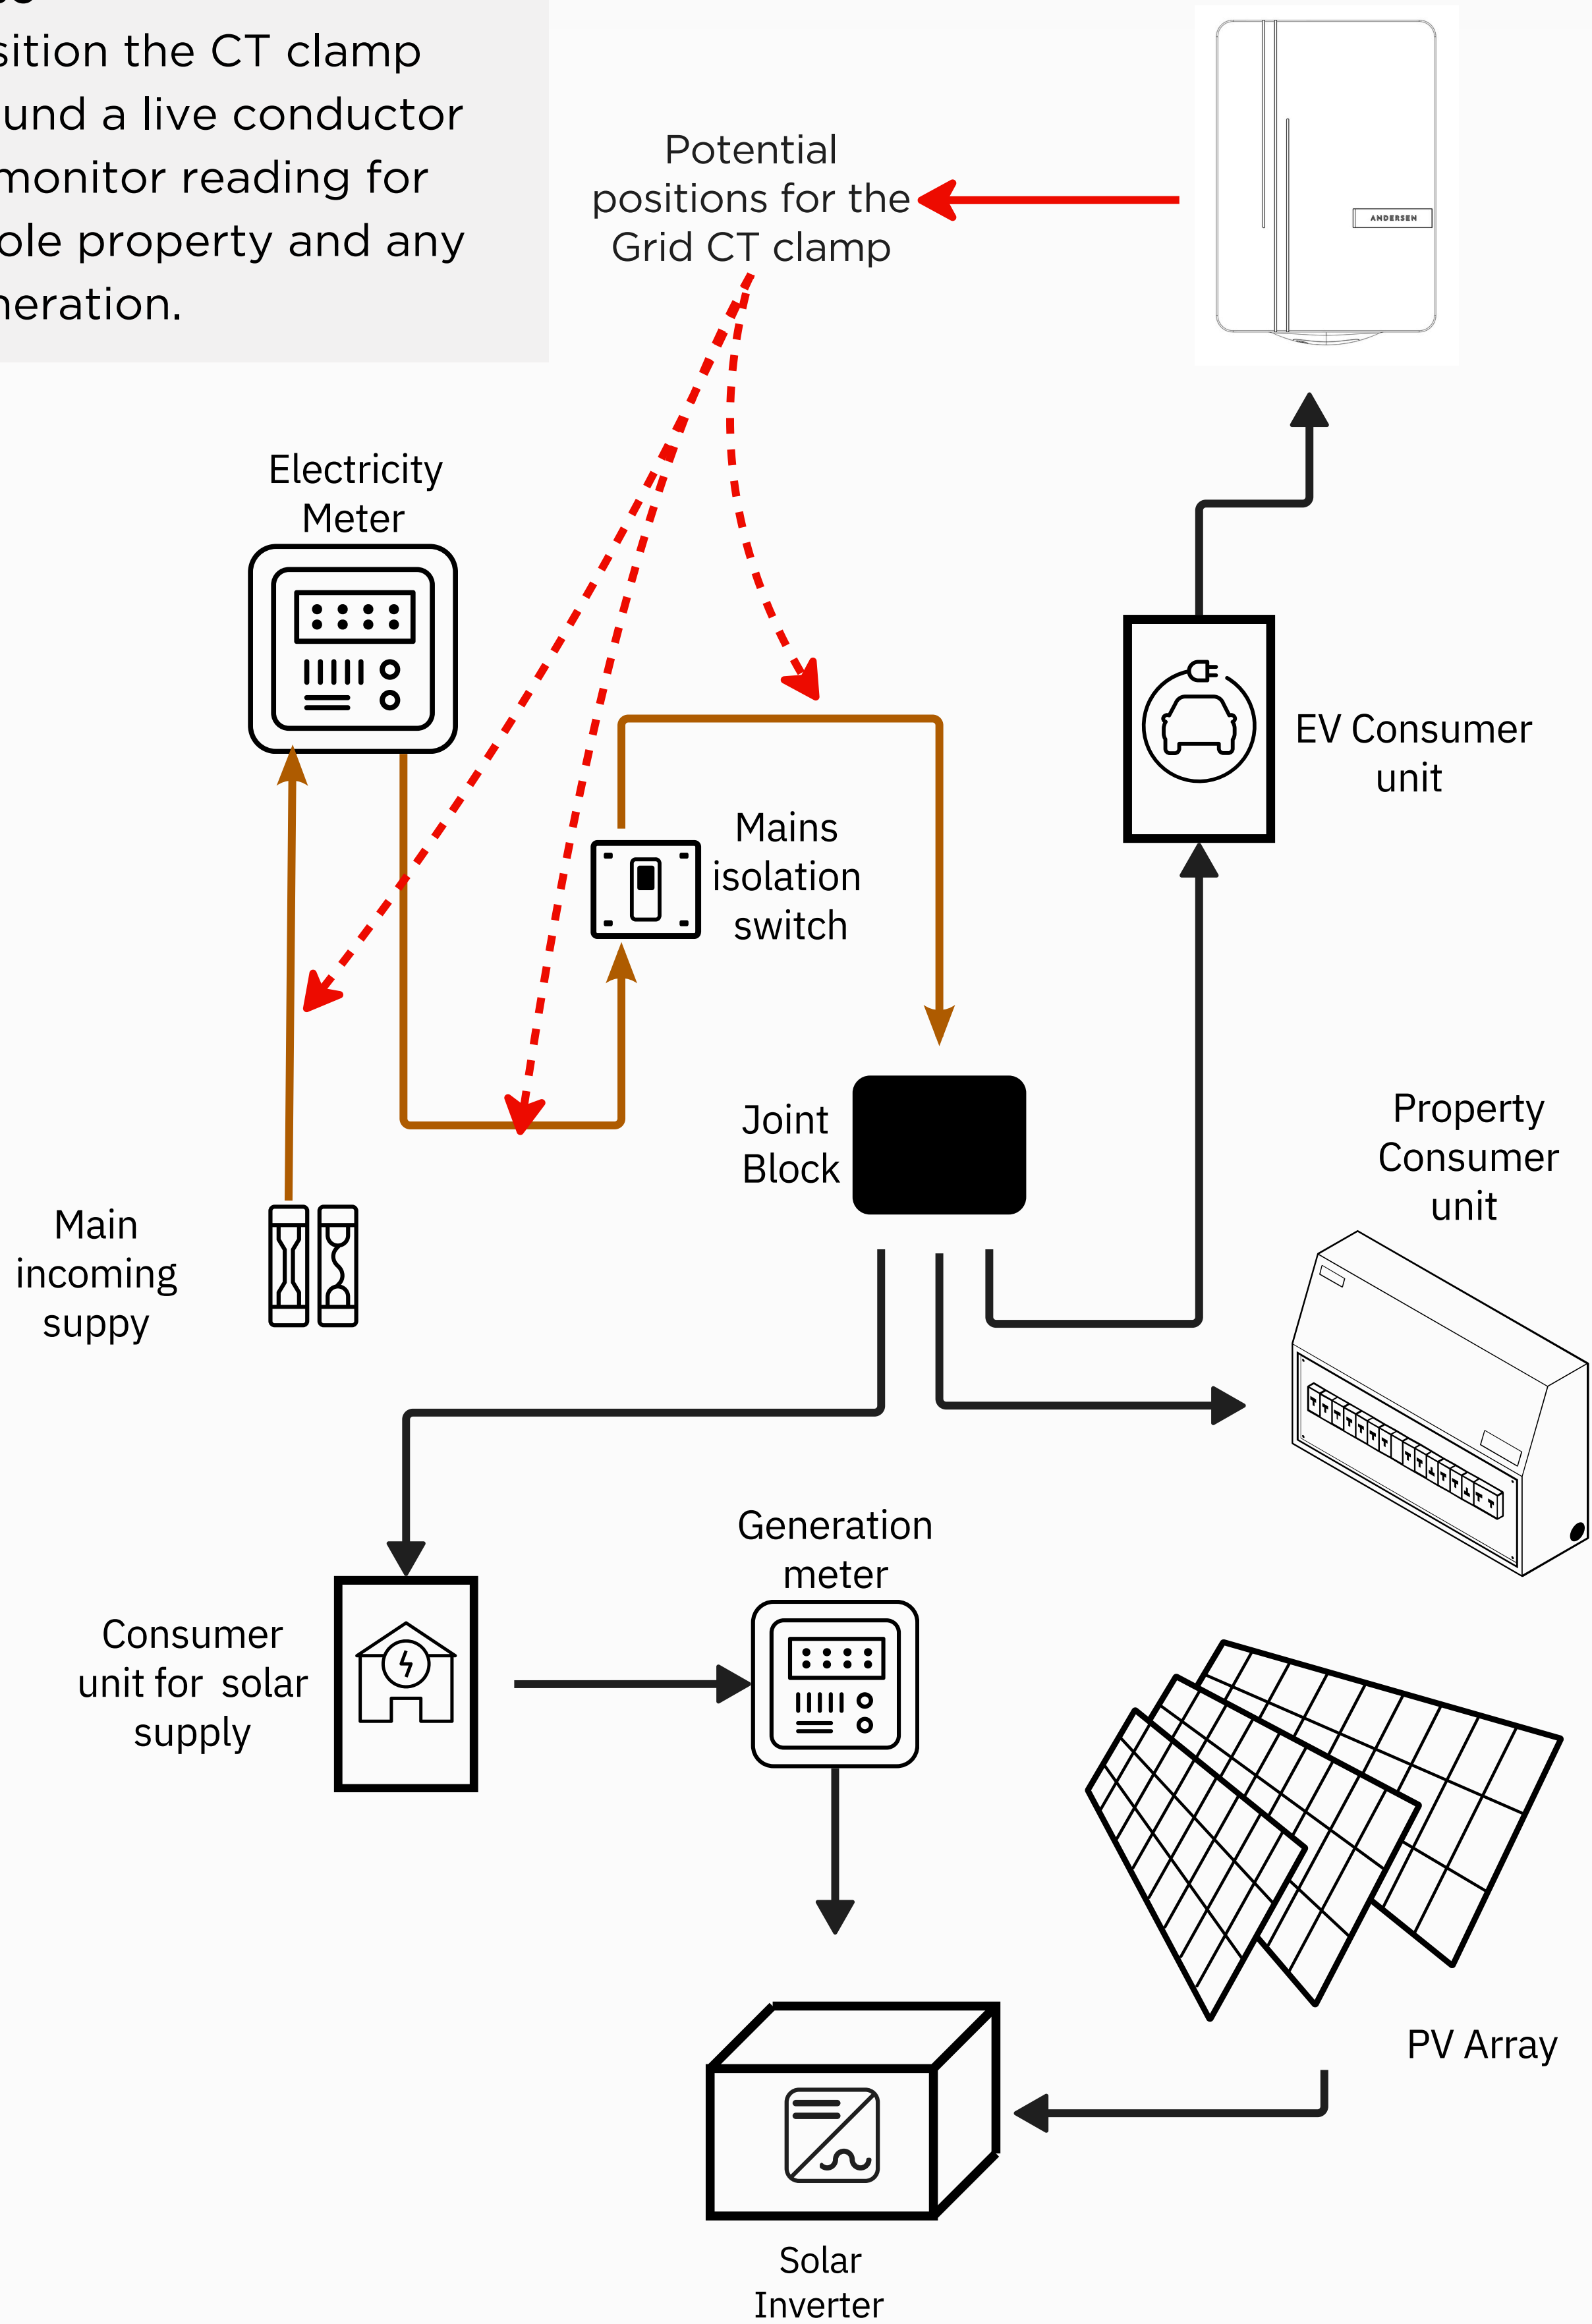 sition the CT clamp
und a live conductor
monitor reading for
ole property and any
neration.
Potential
positions for the
Grid CT clamp
ANDERSEN
Electricity
Meter
EV Consumer
unit
Mains
isolation
switch
Joint
Block
Property
Consumer
unit
Main
incoming
suppy
Generation
meter
Consumer
unit for solar
supply
PV Array
Solar
Inverter